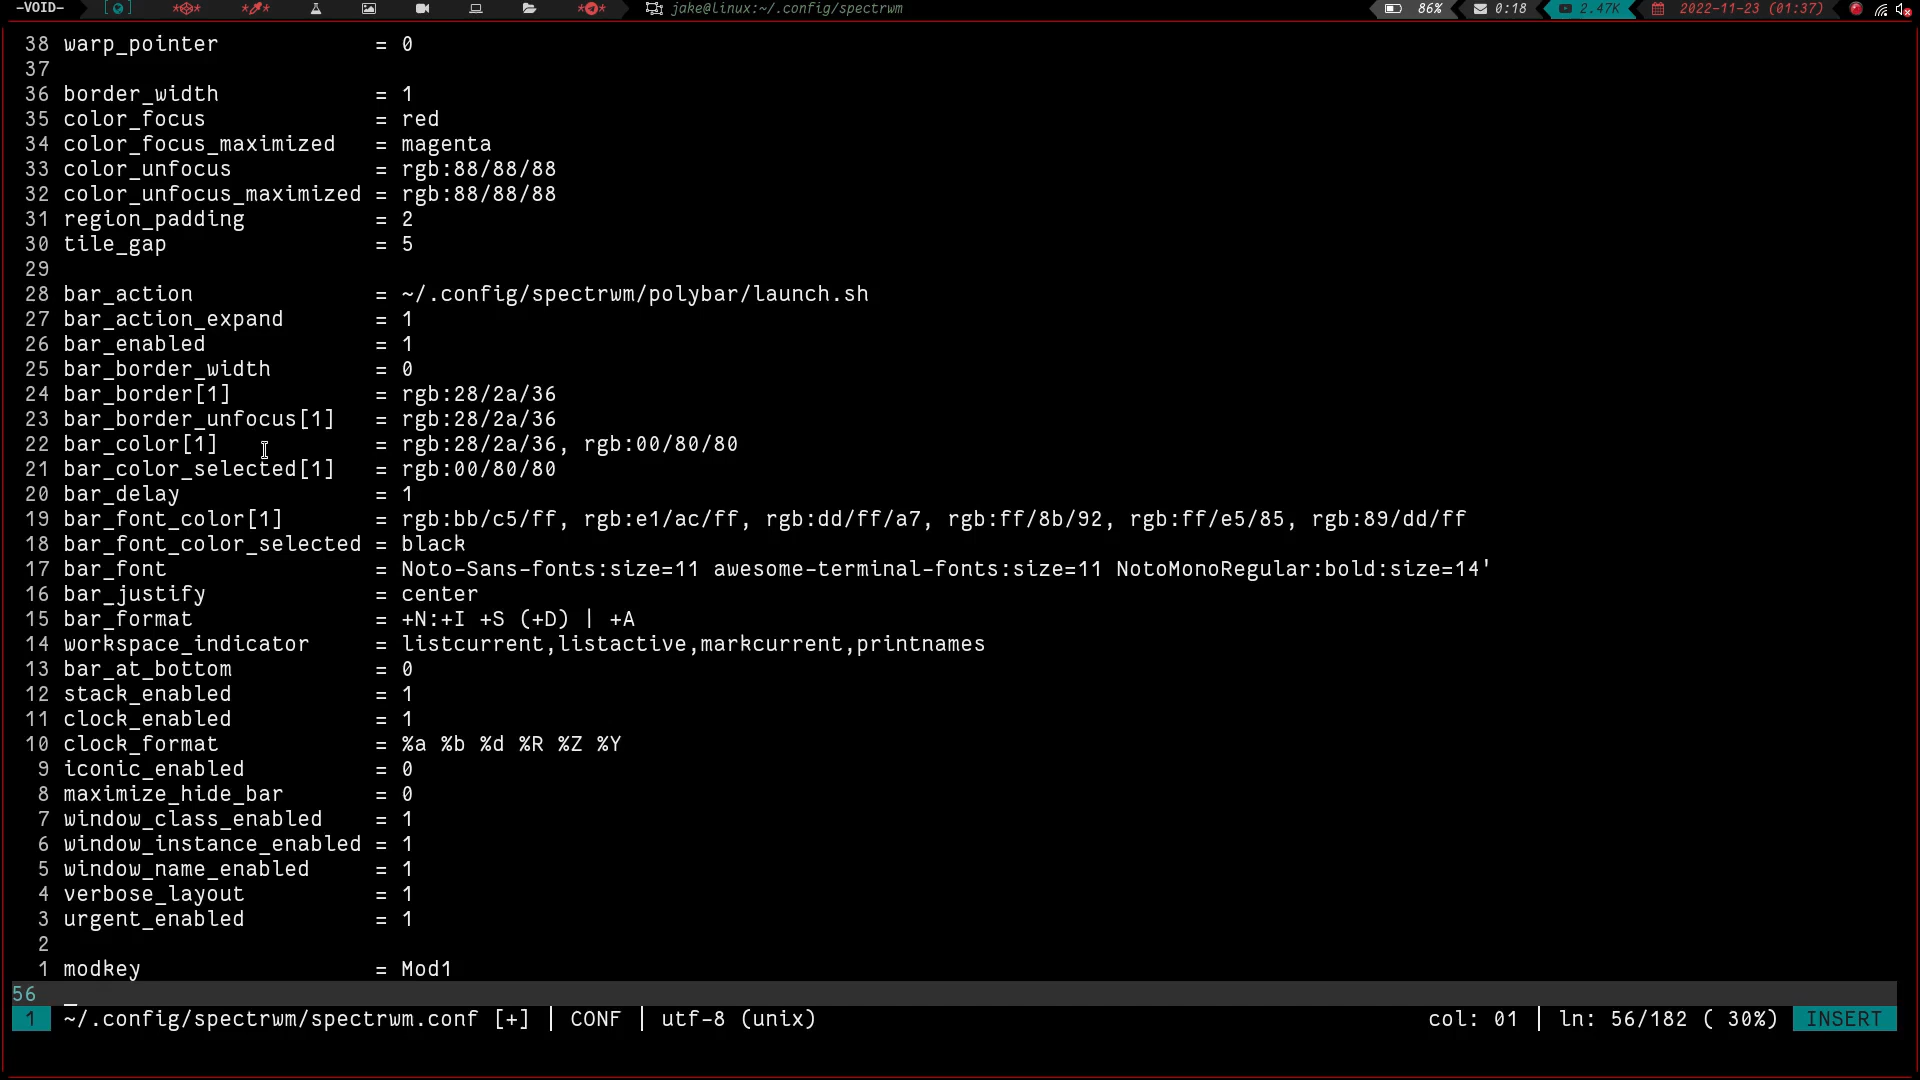 -VOID- jake@linux:~/.config/spectrwm 86% 0:18 2.47K 2022-11-23 (01:37)
38 warp_pointer = 0
37
36 border_width = 1
35 color_focus = red
34 color_focus_maximized = magenta
33 color_unfocus = rgb:88/88/88
32 color_unfocus_maximized = rgb:88/88/88
31 region_padding = 2
30 tile_gap = 5
29
28 bar_action = ~/.config/spectrwm/polybar/launch.sh
27 bar_action_expand = 1
26 bar_enabled = 1
25 bar_border_width = 0
24 bar_border[1] = rgb:28/2a/36
23 bar_border_unfocus[1] = rgb:28/2a/36
22 bar_color[1] = rgb:28/2a/36, rgb:00/80/80
21 bar_color_selected[1] = rgb:00/80/80
20 bar_delay = 1
19 bar_font_color[1] = rgb:bb/c5/ff, rgb:e1/ac/ff, rgb:dd/ff/a7, rgb:ff/8b/92, rgb:ff/e5/85, rgb:89/dd/ff
18 bar_font_color_selected = black
17 bar_font = Noto-Sans-fonts:size=11 awesome-terminal-fonts:size=11 NotoMonoRegular:bold:size=14'
16 bar_justify = center
15 bar_format = +N:+I +S (+D) | +A
14 workspace_indicator = listcurrent,listactive,markcurrent,printnames
13 bar_at_bottom = 0
12 stack_enabled = 1
11 clock_enabled = 1
10 clock_format = %a %b %d %R %Z %Y
9 iconic_enabled = 0
8 maximize_hide_bar = 0
7 window_class_enabled = 1
6 window_instance_enabled = 1
5 window_name_enabled = 1
4 verbose_layout = 1
3 urgent_enabled = 1
2
1 modkey = Mod1
56
1 ~/.config/spectrwm/spectrwm.conf [+] | CONF | utf-8 (unix) col: 01 | ln: 56/182 ( 30%) INSERT